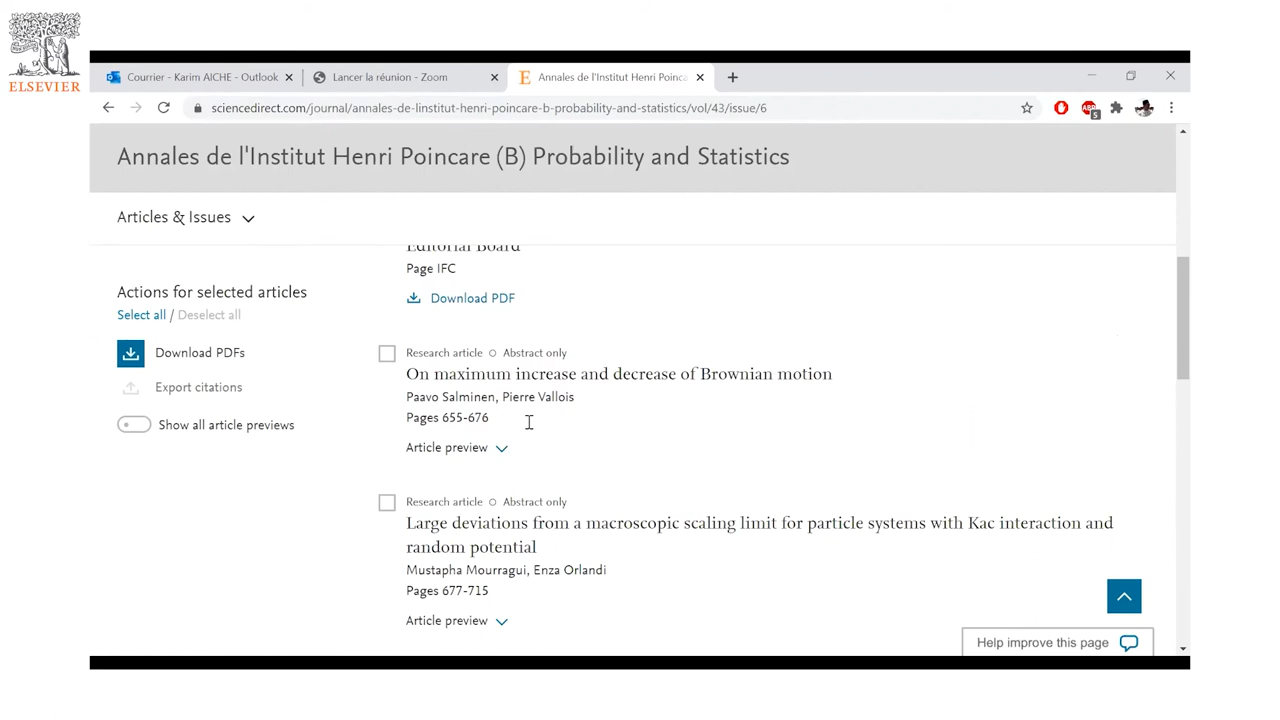 ELSEVIER
Courrier - Karim AICHE - Outlook
Lancer la réunion - Zoom
Annales de l'Institut Henri Poinca
sciencedirect.com/journal/annales-de-linstitut-henri-poincare-b-probability-and-statistics/vol/43/issue/6
ABP
5
Annales de l'Institut Henri Poincare (B) Probability and Statistics
Articles & Issues
Editorial Board
Page IFC
Download PDF
Actions for selected articles
Select all / Deselect all
Download PDFs
Export citations
Show all article previews
Research article Abstract only
On maximum increase and decrease of Brownian motion
Paavo Salminen, Pierre Vallois
Pages 655-676
Article preview
Research article Abstract only
Large deviations from a macroscopic scaling limit for particle systems with Kac interaction and
random potential
Mustapha Mourragui, Enza Orlandi
Pages 677-715
Article preview
Help improve this page